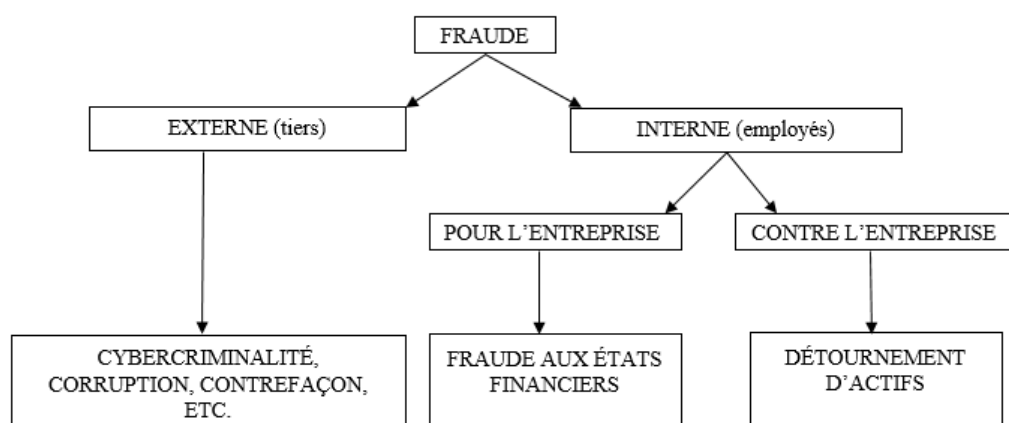 FRAUDE
EXTERNE (tiers)
INTERNE (employés)
POUR L’ENTREPRISE
CONTRE L’ENTREPRISE
CYBERCRIMINALITÉ,
CORRUPTION, CONTREFAÇON,
ETC.
FRAUDE AUX ÉTATS
FINANCIERS
DÉTOURNEMENT
D’ACTIFS